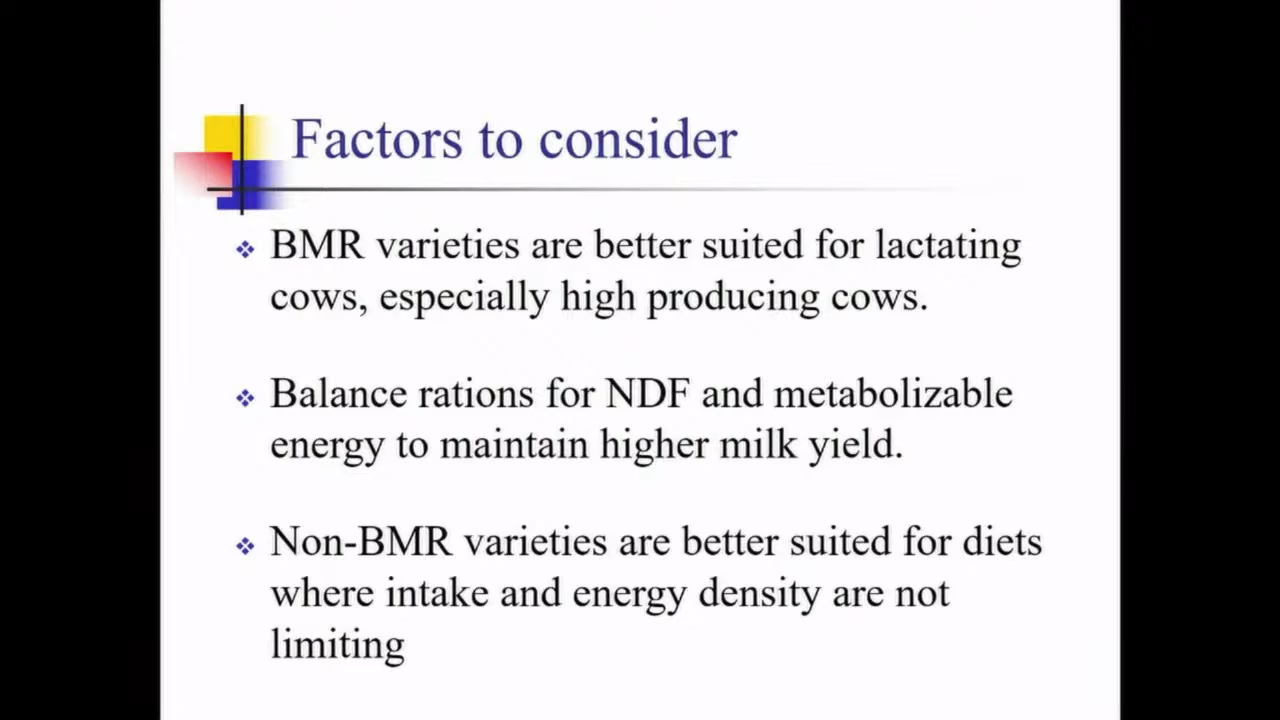 Factors to consider
BMR varieties are better suited for lactating
cows, especially high producing cows.
Balance rations for NDF and metabolizable
energy to maintain higher milk yield.
Non-BMR varieties are better suited for diets
where intake and energy density are not
limiting